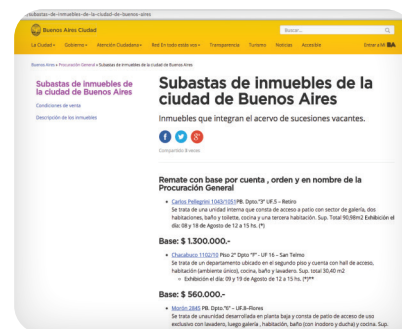 subastas-de-inmuebles-de-la-ciudad-de-buenos-aires
Buenos Aires Ciudad
Buscar...
La Ciudad Gobierno Atención Ciudadana Red En todo estás vos Transparencia Turismo Noticias Accesible Entrar a Mi BA
Buenos Aires » Procuración General » Subastas de inmuebles de la ciudad de Buenos Aires
Subastas de inmuebles de
la ciudad de Buenos Aires
Condiciones de venta
Descripción de los inmuebles
Subastas de inmuebles de la
ciudad de Buenos Aires
Inmuebles que integran el acervo de sucesiones vacantes.
Compartido 8 veces
Remate con base por cuenta , orden y en nombre de la
Procuración General
Carlos Pellegrini 1043/1051PB. Dpto."3" UF.5 – Retiro
Se trata de una unidad interna que consta de acceso a patio con sector de galería, dos
habitaciones, baño y toilette, cocina y una tercera habitación. Sup. Total 90,98m2 Exhibición el
día: 08 y 18 de Agosto de 12 a 15 hs. (*)
Base: $ 1.300.000.-
Chacabuco 1102/10 Piso 2° Dpto "F" - UF 16 – San Telmo
Se trata de un departamento ubicado en el segundo piso y cuenta con hall de acceso,
habitación (ambiente único), cocina, baño y lavadero. Sup. total 30,40 m2
Exhibición el día: 09 y 19 de Agosto de 12 a 15 hs. (*)**
Base: $ 560.000.-
Morón 2845 PB. Dpto."6" – UF.8–Flores
Se trata de unaunidad desarrollada en planta baja y consta de patio de acceso de uso
exclusivo con lavadero, luego galería , habitación, baño (con inodoro y ducha) y cocina. Sup.